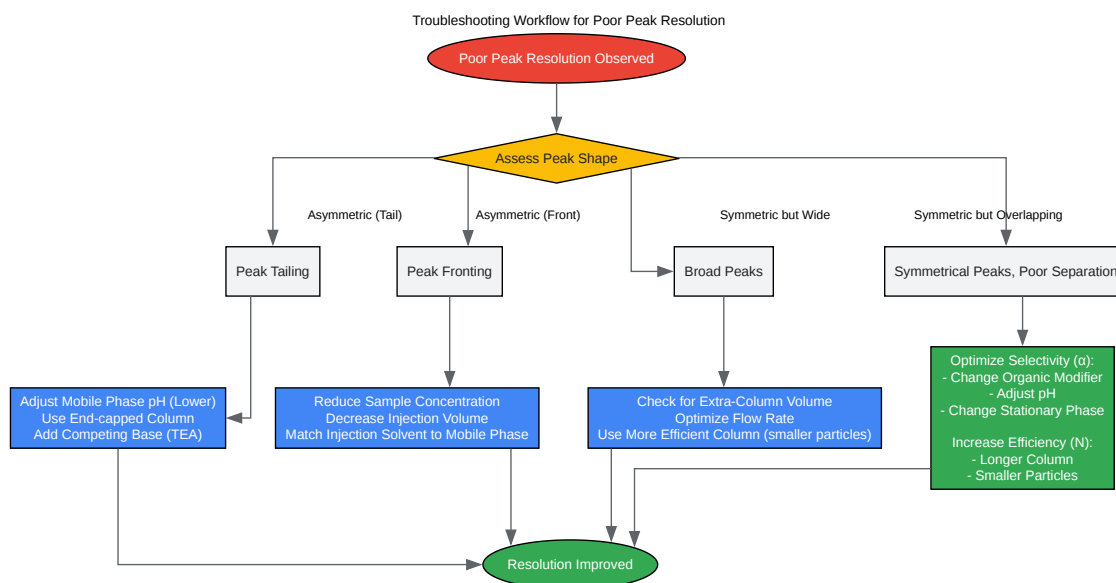 Troubleshooting Workflow for Poor Peak Resolution
Poor Peak Resolution Observed
Assess Peak Shape
Asymmetric (Tail)
Asymmetric (Front)
Symmetric but Wide
Symmetric but Overlapping
Peak Tailing
Peak Fronting
Broad Peaks
Symmetrical Peaks, Poor Separation
Adjust Mobile Phase pH (Lower)
Use End-capped Column
Add Competing Base (TEA)
Reduce Sample Concentration
Decrease Injection Volume
Match Injection Solvent to Mobile Phase
Check for Extra-Column Volume
Optimize Flow Rate
Use More Efficient Column (smaller particles)
Optimize Selectivity (α):
- Change Organic Modifier
- Adjust pH
- Change Stationary Phase
Increase Efficiency (N):
- Longer Column
- Smaller Particles
Resolution Improved